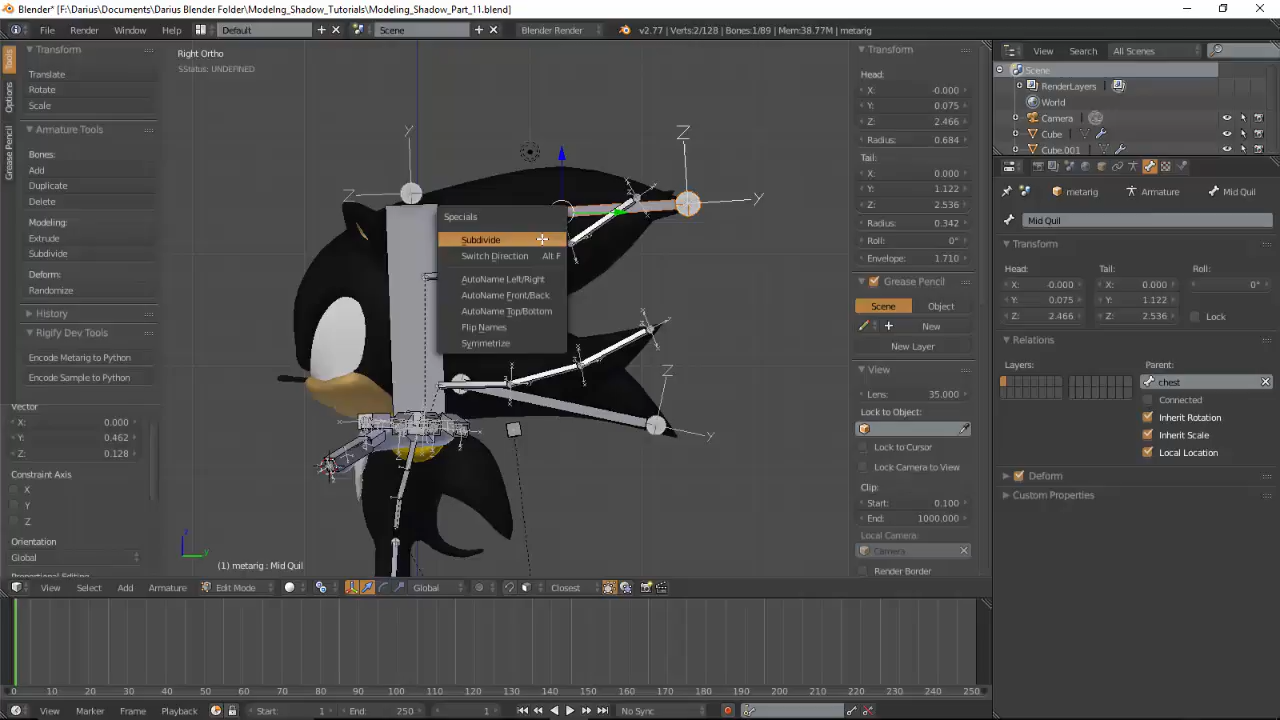 Blender* [F:\Darius\Documents\Darius Blender Folder\Modelng_Shadow_Tutorials\Modeling_Shadow_Part_11.blend]
File Render Window Help Default Scene Blender Render v2.77 | Verts:2/128 | Bones:1/89 | Mem:38.77M | metarig
View Search All Scenes
Tools
Options
Grease Pencil
Transform
Translate
Rotate
Scale
Armature Tools
Bones:
Add
Duplicate
Delete
Modeling:
Extrude
Subdivide
Deform:
Randomize
History
Rigify Dev Tools
Encode Metarig to Python
Encode Sample to Python
Vector
X: 0.000
Y: 0.462
Z: 0.128
Constraint Axis
X
Y
Z
Orientation
Global
Right Ortho
SStatus: UNDEFINED
Y
Z
Z
Y
Z
Y
Specials
Subdivide
Switch Direction Alt F
AutoName Left/Right
AutoName Front/Back
AutoName Top/Bottom
Flip Names
Symmetrize
(1) metarig : Mid Quil
View Select Add Armature Edit Mode Global Closest
Transform
Head:
X: -0.000
Y: 0.075
Z: 2.466
Radius: 0.684
Tail:
X: 0.000
Y: 1.122
Z: 2.536
Radius: 0.342
Roll: 0°
Envelope: 1.710
Grease Pencil
Scene Object
New
New Layer
View
Lens: 35.000
Lock to Object:
Lock to Cursor
Lock Camera to View
Clip:
Start: 0.100
End: 1000.000
Local Camera:
Camera
Render Border
Scene
RenderLayers
World
Camera
Cube
Cube.001
metarig Armature Mid Quil
Mid Quil
Transform
Head: Tail: Roll:
X: -0.000 X: 0.000 0°
Y: 0.075 Y: 1.122
Z: 2.466 Z: 2.536 Lock
Relations
Layers: Parent:
chest
Connected
Inherit Rotation
Inherit Scale
Local Location
Deform
Custom Properties
0 10 20 30 40 50 60 70 80 90 100 110 120 130 140 150 160 170 180 190 200 210 220 230 240 250
View Marker Frame Playback Start: 1 End: 250 1 No Sync